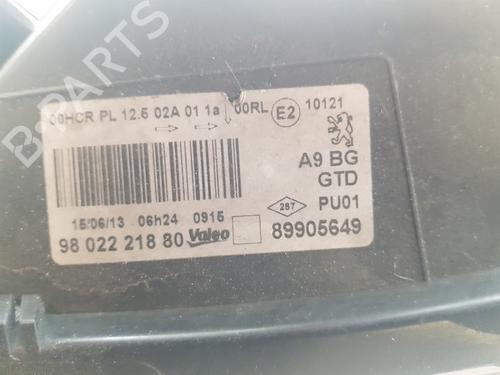 B-PARTS
00HCR PL 12.5 02A 01 1a 00RL E2 10121
A9 BG
GTD
287 PU01
15/06/13 06h24 0915
98 022 218 80 Valeo 89905649